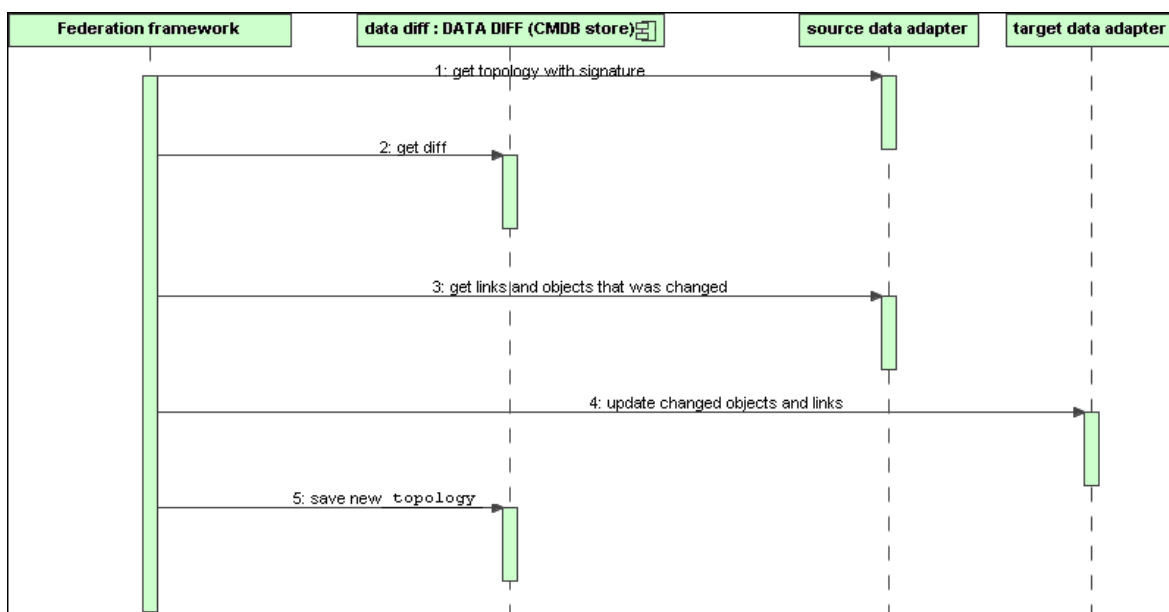 Federation framework
data diff : DATA DIFF (CMDB store)
source data adapter
target data adapter
1: get topology with signature
2: get diff
3: get links and objects that was changed
4: update changed objects and links
5: save new topology